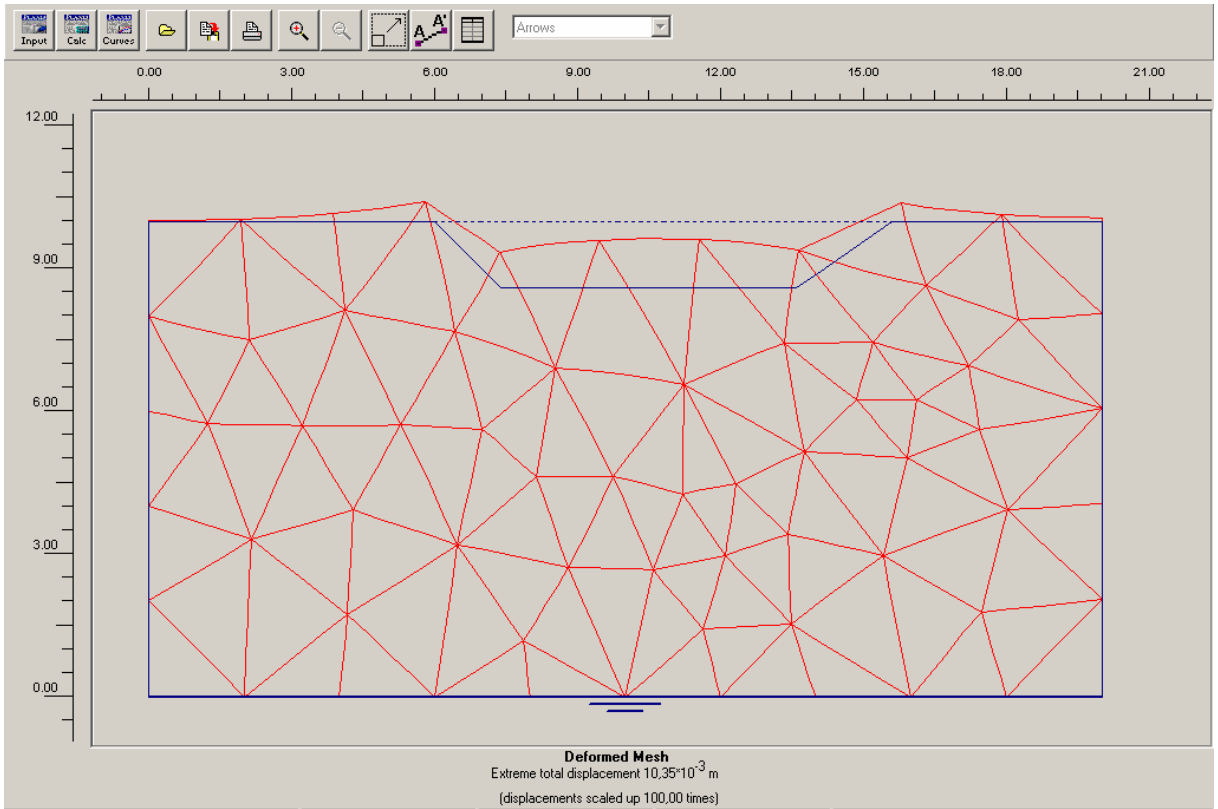 Input Calc Curves A A' Arrows
0.00 3.00 6.00 9.00 12.00 15.00 18.00 21.00
12.00
9.00
6.00
3.00
0.00
Deformed Mesh
Extreme total displacement 10,35*10-3 m
(displacements scaled up 100,00 times)